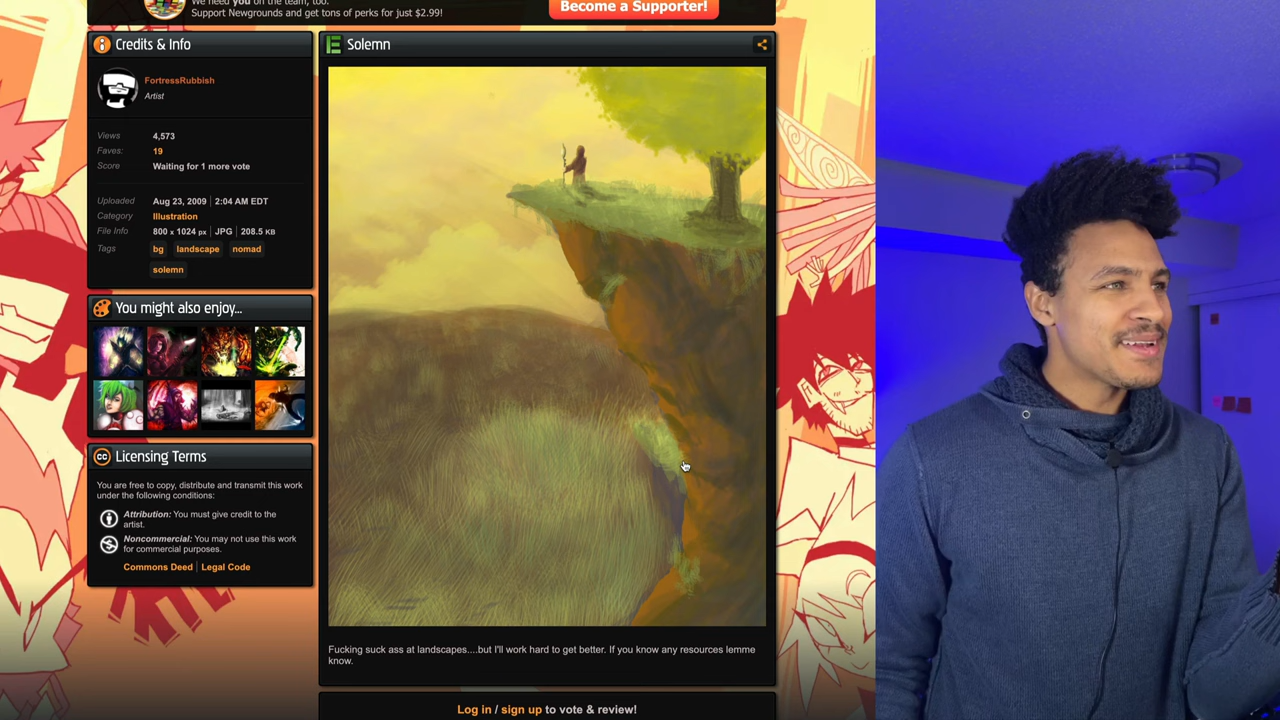 We need you on the team, too.
Support Newgrounds and get tons of perks for just $2.99!
Become a Supporter!
Credits & Info
FortressRubbish
Artist
Views 4,573
Faves: 19
Score Waiting for 1 more vote
Uploaded Aug 23, 2009 | 2:04 AM EDT
Category Illustration
File Info 800 x 1024 px | JPG | 208.5 KB
Tags bg landscape nomad
solemn
You might also enjoy...
Licensing Terms
You are free to copy, distribute and transmit this work
under the following conditions:
Attribution: You must give credit to the
artist.
Noncommercial: You may not use this work
for commercial purposes.
Commons Deed | Legal Code
E Solemn
Fucking suck ass at landscapes....but I'll work hard to get better. If you know any resources lemme
know.
Log in / sign up to vote & review!